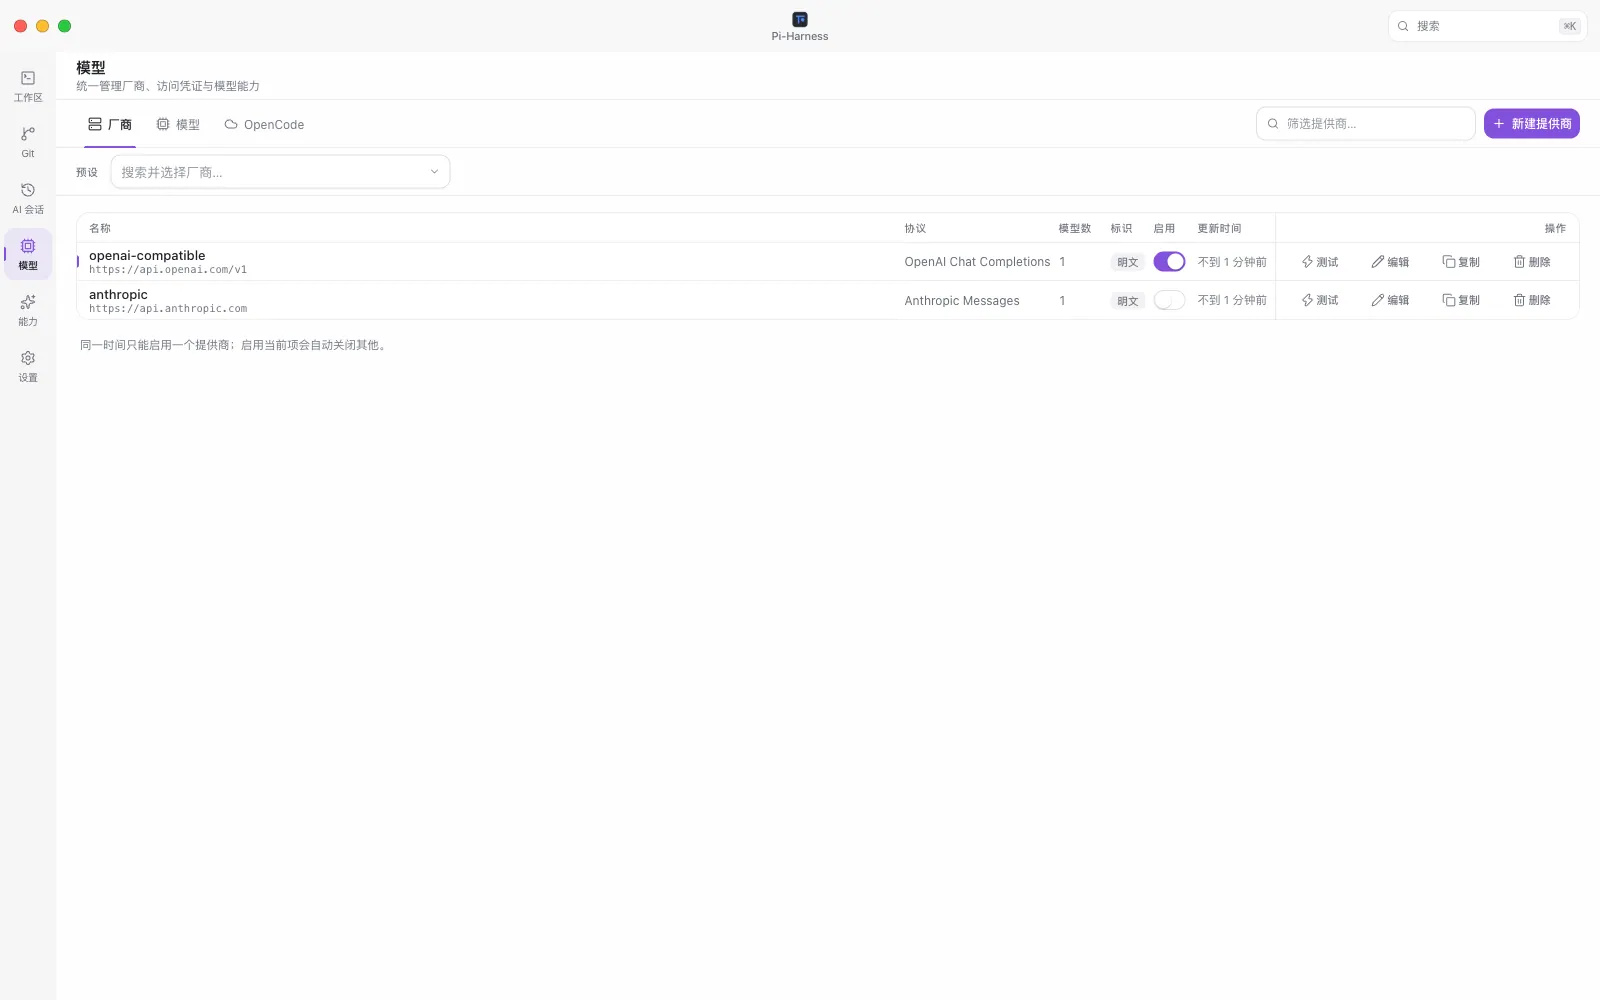 Pi-Harness
搜索
⌘K
工作区
Git
AI 会话
模型
能力
设置
模型
统一管理厂商、访问凭证与模型能力
厂商
模型
OpenCode
筛选提供商...
新建提供商
预设
搜索并选择厂商...
名称 协议 模型数 标识 启用 更新时间 操作
openai-compatible
https://api.openai.com/v1
OpenAI Chat Completions 1 明文 不到 1 分钟前 测试 编辑 复制 删除
anthropic
https://api.anthropic.com
Anthropic Messages 1 明文 不到 1 分钟前 测试 编辑 复制 删除
同一时间只能启用一个提供商；启用当前项会自动关闭其他。